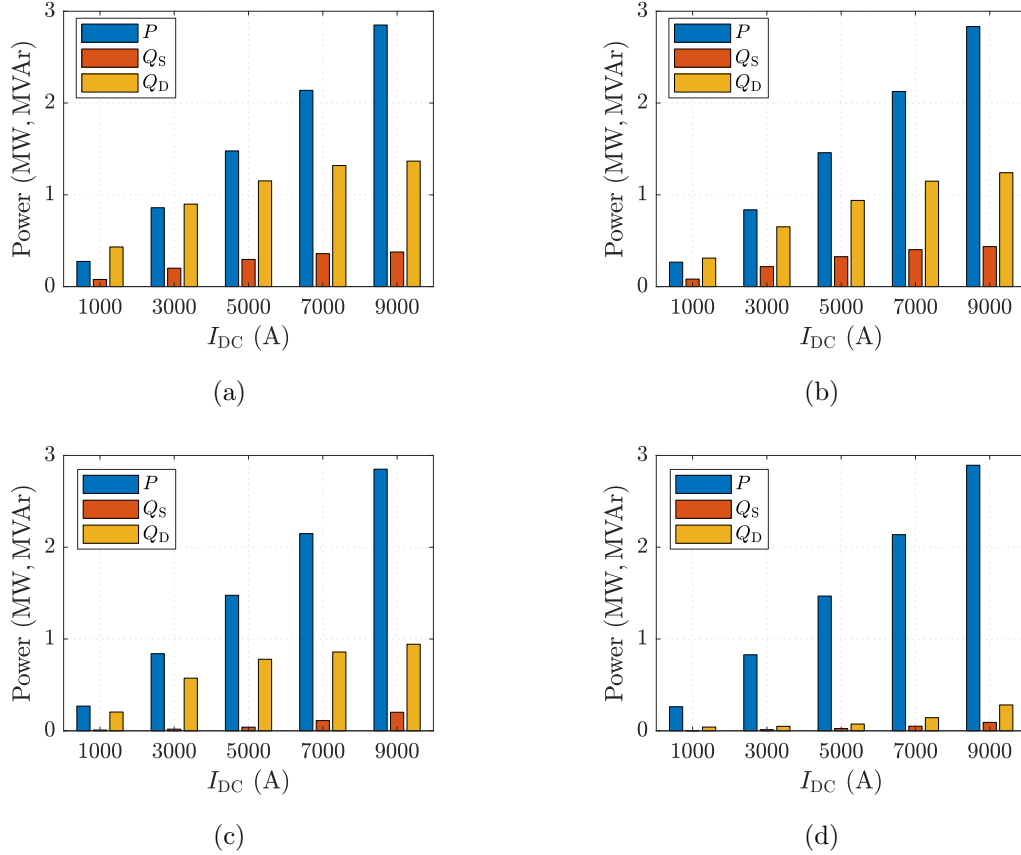 3
2
1
0
Power (MW, MVAr)
P
Q_S
Q_D
1000 3000 5000 7000 9000
I_DC (A)
(a)
3
2
1
0
Power (MW, MVAr)
P
Q_S
Q_D
1000 3000 5000 7000 9000
I_DC (A)
(b)
3
2
1
0
Power (MW, MVAr)
P
Q_S
Q_D
1000 3000 5000 7000 9000
I_DC (A)
(c)
3
2
1
0
Power (MW, MVAr)
P
Q_S
Q_D
1000 3000 5000 7000 9000
I_DC (A)
(d)